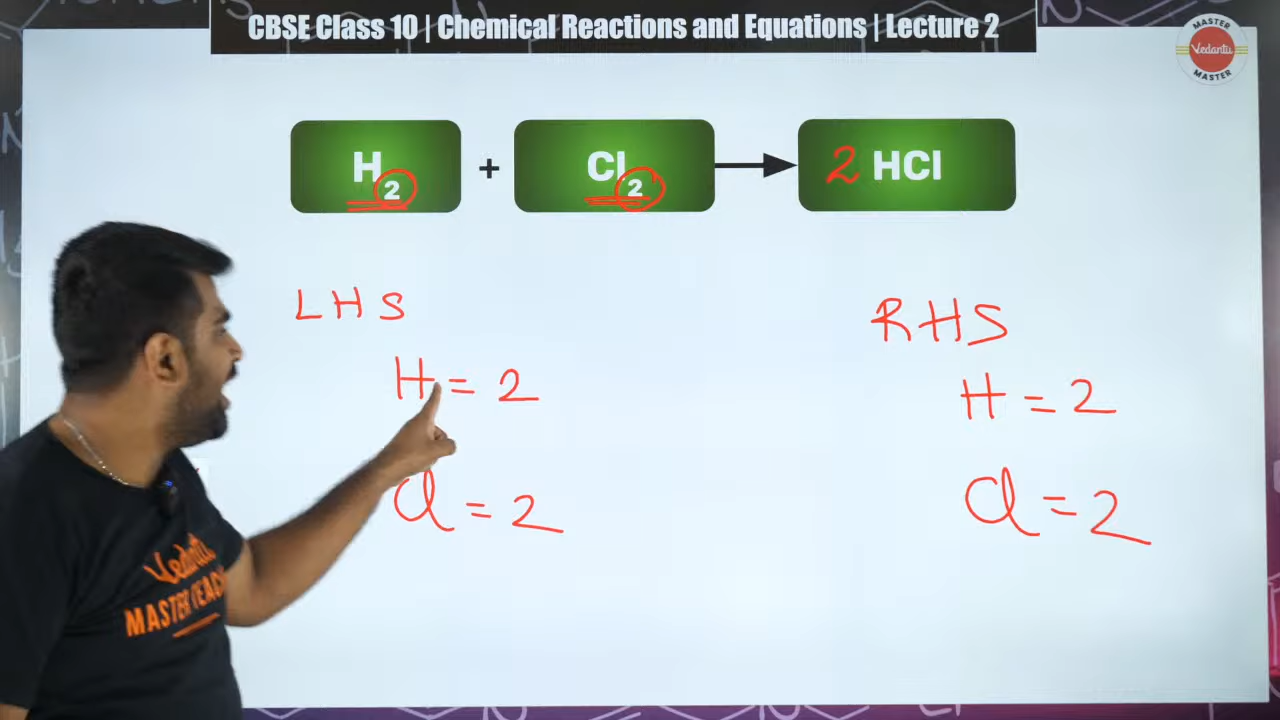 CBSE Class 10 | Chemical Reactions and Equations | Lecture 2
MASTER
Vedantu
MASTER
H₂ + Cl₂ → 2 HCl
LHS
RHS
H = 2
H = 2
Cl = 2
Cl = 2
Vedantu
MASTER TEAC